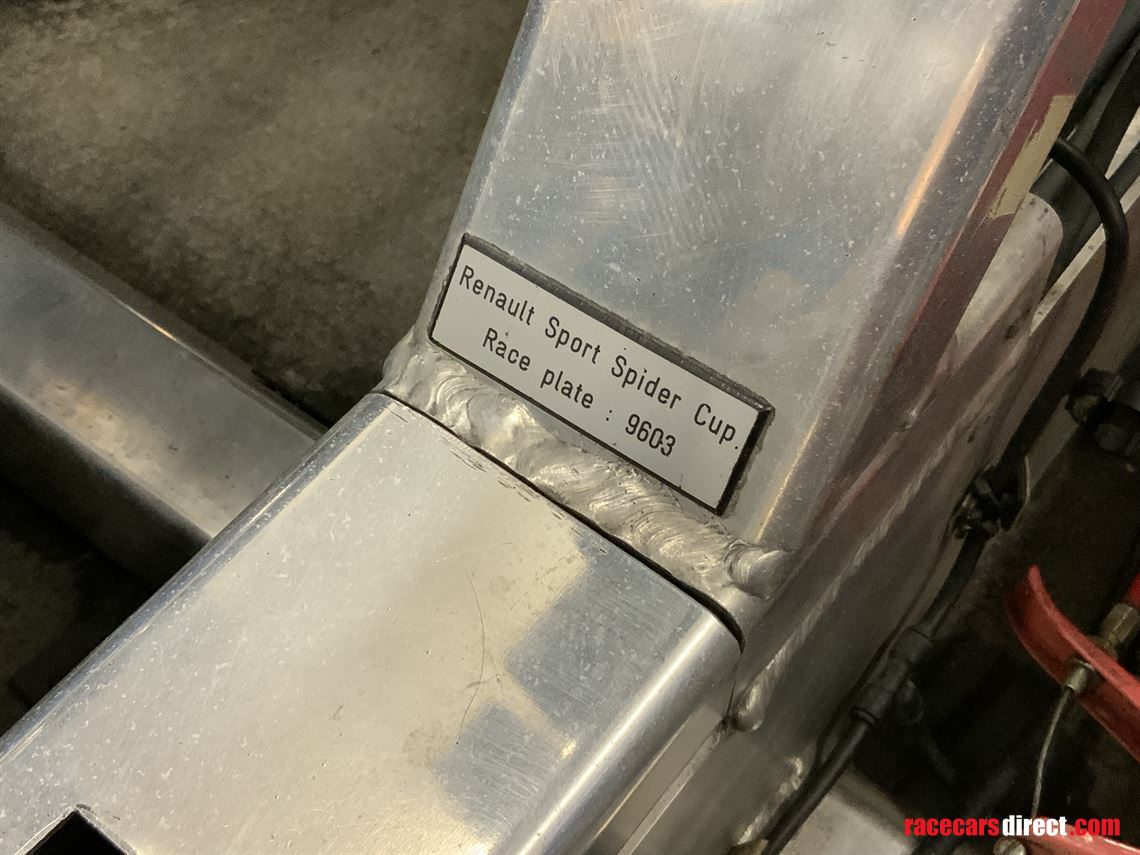 Renault Sport Spider Cup.
Race plate : 9603
racecarsdirect.com